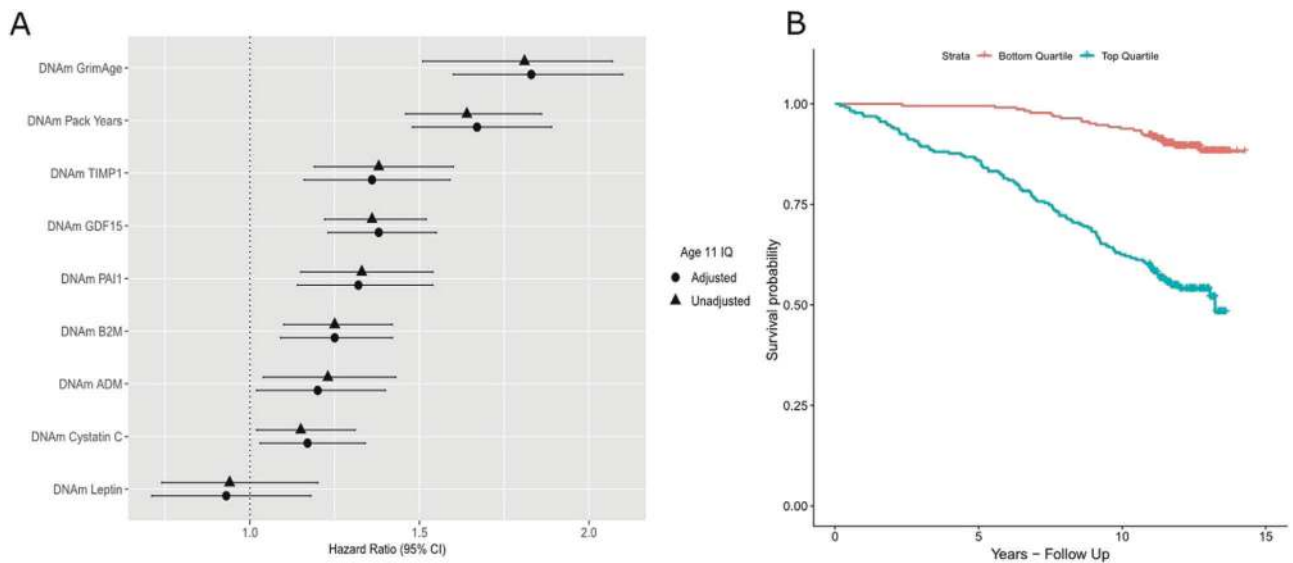 A
DNAm GrimAge
DNAm Pack Years
DNAm TIMP1
DNAm GDF15
DNAm PAI1
DNAm B2M
DNAm ADM
DNAm Cystatin C
DNAm Leptin
1.0
1.5
2.0
Hazard Ratio (95% CI)
Age 11 IQ
Adjusted
Unadjusted
B
Strata Bottom Quartile Top Quartile
1.00
0.75
0.50
0.25
0.00
Survival probability
0
5
10
15
Years – Follow Up